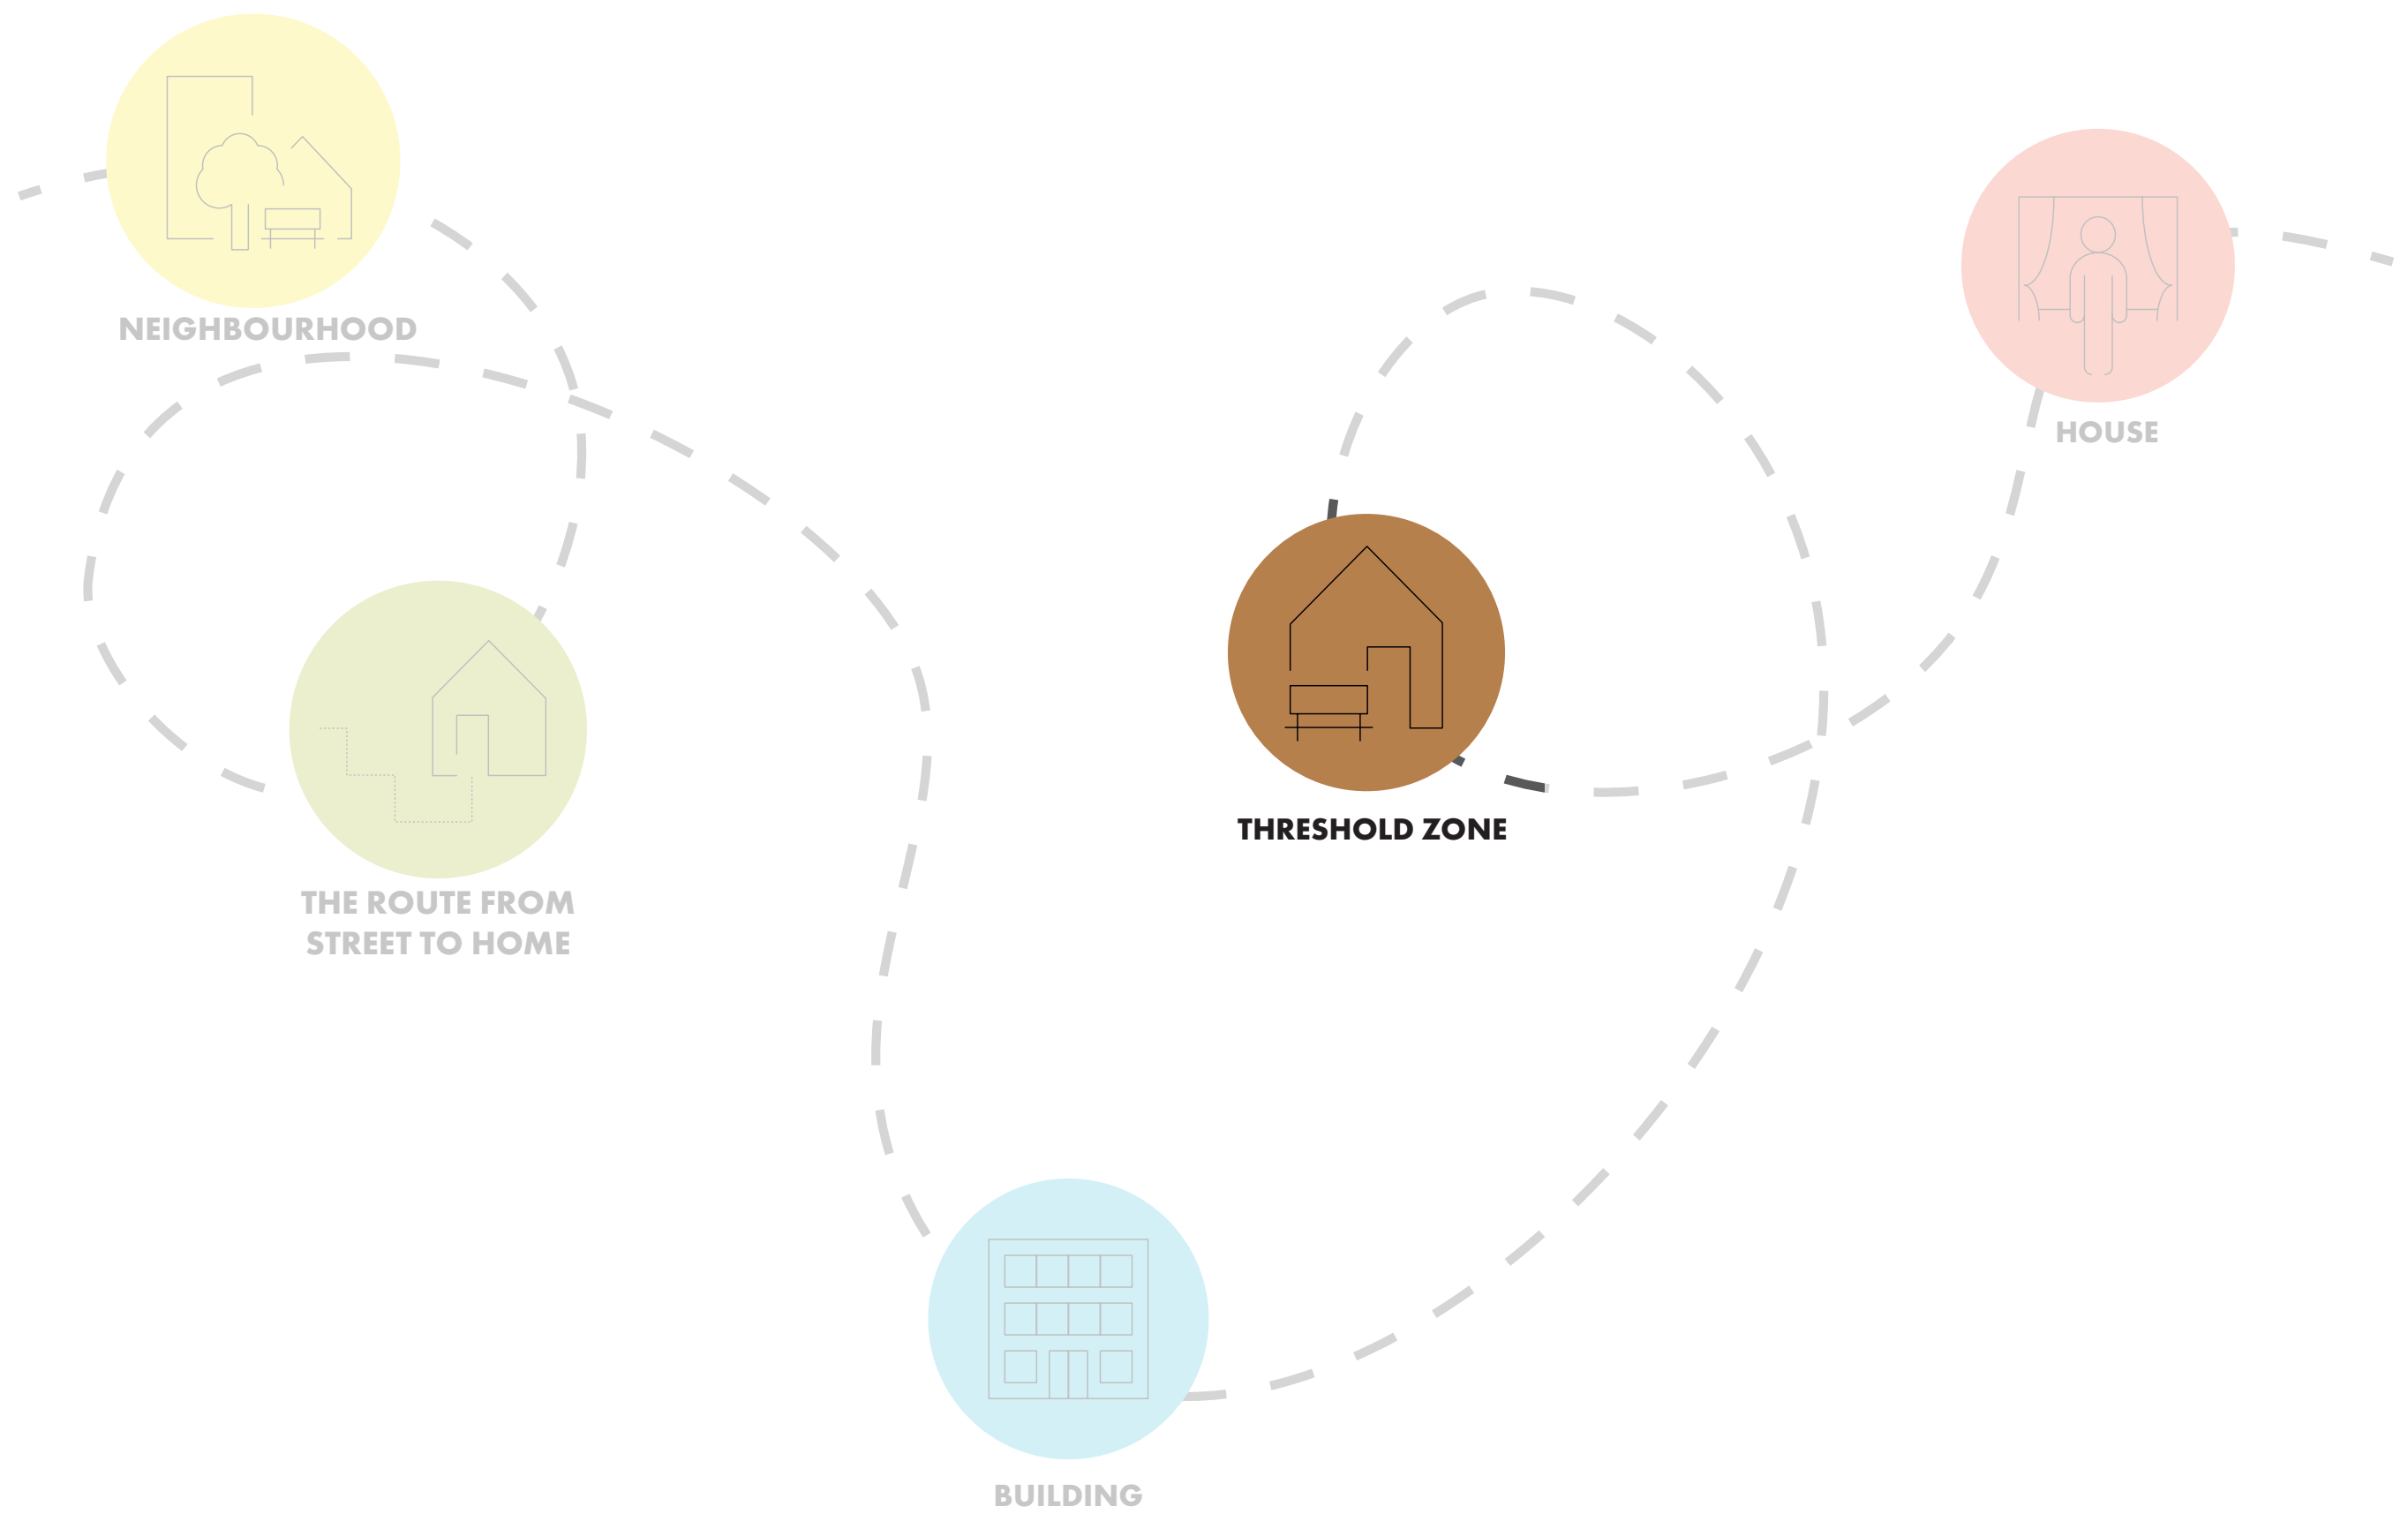 NEIGHBOURHOOD
THE ROUTE FROM
STREET TO HOME
BUILDING
THRESHOLD ZONE
HOUSE